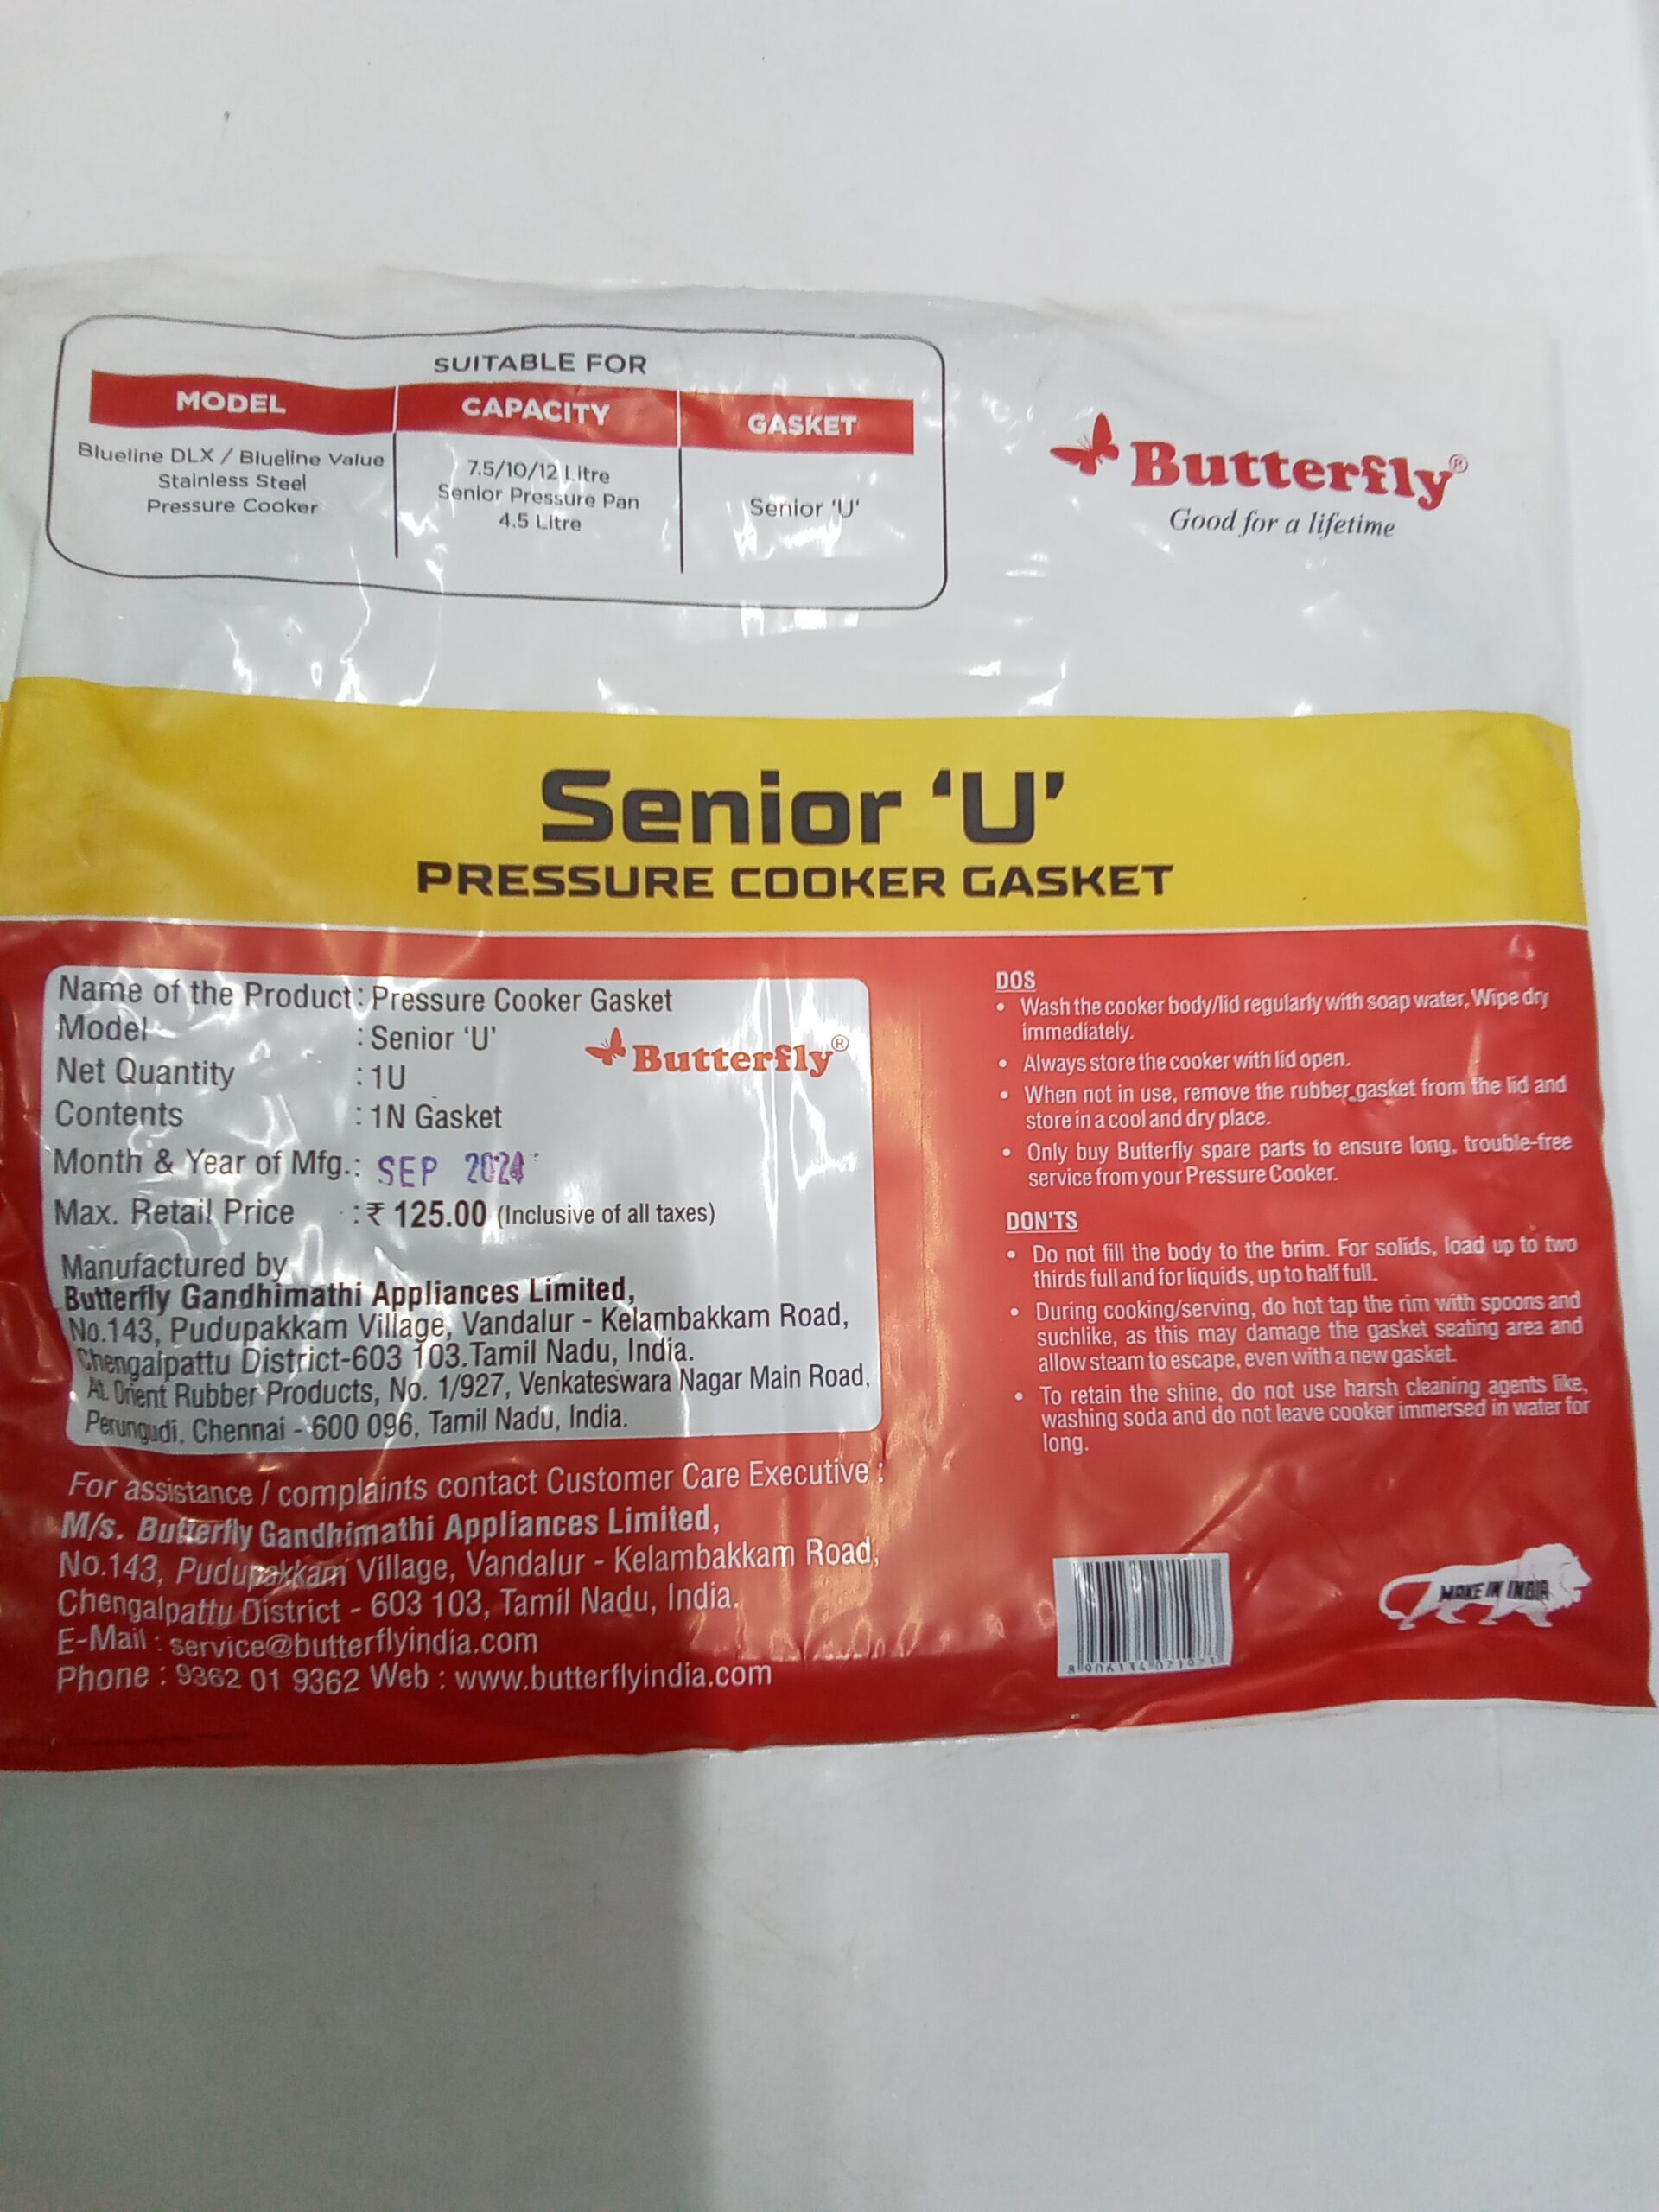 SUITABLE FOR
MODEL CAPACITY GASKET
Blueline DLX / Blueline Value
Stainless Steel
Pressure Cooker
7.5/10/12 Litre
Senior Pressure Pan
4.5 Litre
Senior 'U'
Butterfly®
Good for a lifetime
Senior ‘U’
PRESSURE COOKER GASKET
Name of the Product : Pressure Cooker Gasket
Model : Senior ‘U’
Butterfly®
Net Quantity : 1U
Contents : 1N Gasket
Month & Year of Mfg.: SEP 2024
Max. Retail Price : ₹ 125.00 (Inclusive of all taxes)
Manufactured by
Butterfly Gandhimathi Appliances Limited,
No.143, Pudupakkam Village, Vandalur - Kelambakkam Road,
Chengalpattu District-603 103.Tamil Nadu, India.
At. Orient Rubber Products, No. 1/927, Venkateswara Nagar Main Road,
Perungudi, Chennai - 600 096, Tamil Nadu, India.
For assistance / complaints contact Customer Care Executive :
M/s. Butterfly Gandhimathi Appliances Limited,
No.143, Pudupakkam Village, Vandalur - Kelambakkam Road,
Chengalpattu District - 603 103, Tamil Nadu, India.
E-Mail : service@butterflyindia.com
Phone : 9362 01 9362 Web : www.butterflyindia.com
DOS
• Wash the cooker body/lid regularly with soap water, Wipe dry
immediately.
• Always store the cooker with lid open.
• When not in use, remove the rubber gasket from the lid and
store in a cool and dry place.
• Only buy Butterfly spare parts to ensure long, trouble-free
service from your Pressure Cooker.
DON'TS
• Do not fill the body to the brim. For solids, load up to two
thirds full and for liquids, up to half full.
• During cooking/serving, do hot tap the rim with spoons and
suchlike, as this may damage the gasket seating area and
allow steam to escape, even with a new gasket.
• To retain the shine, do not use harsh cleaning agents like,
washing soda and do not leave cooker immersed in water for
long.
MAKE IN INDIA